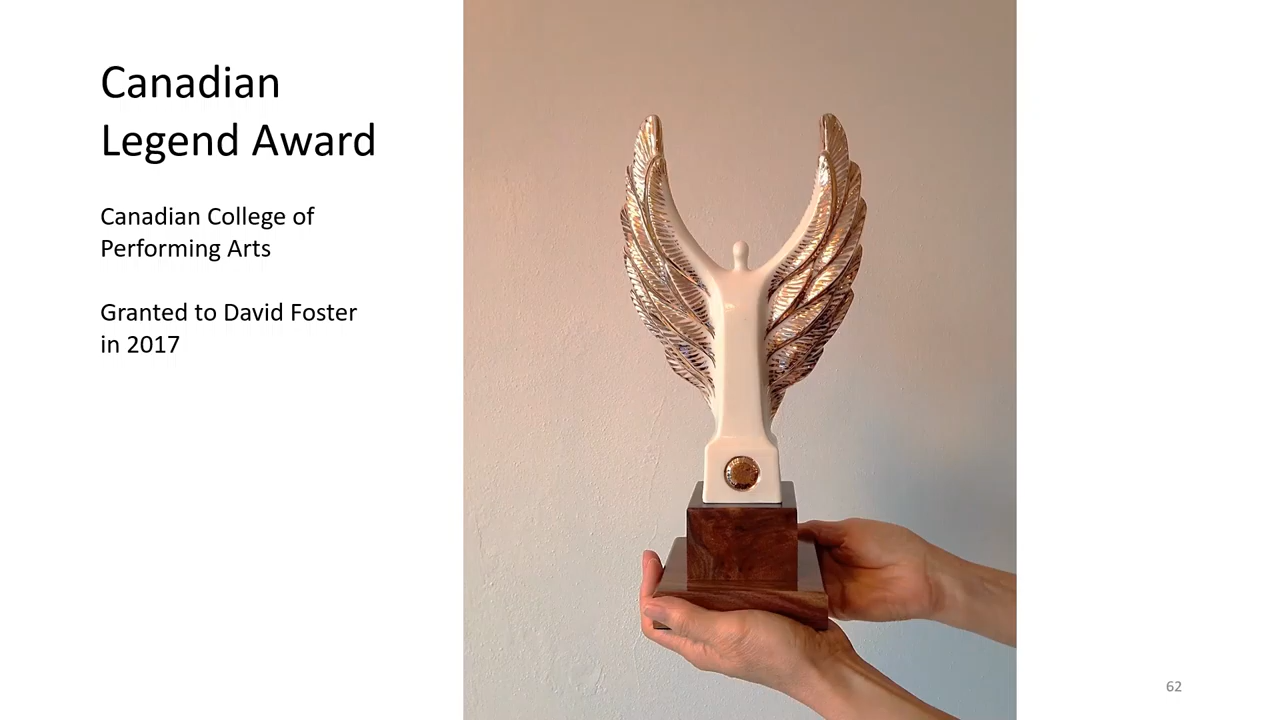 Canadian
Legend Award
Canadian College of
Performing Arts
Granted to David Foster
in 2017
62